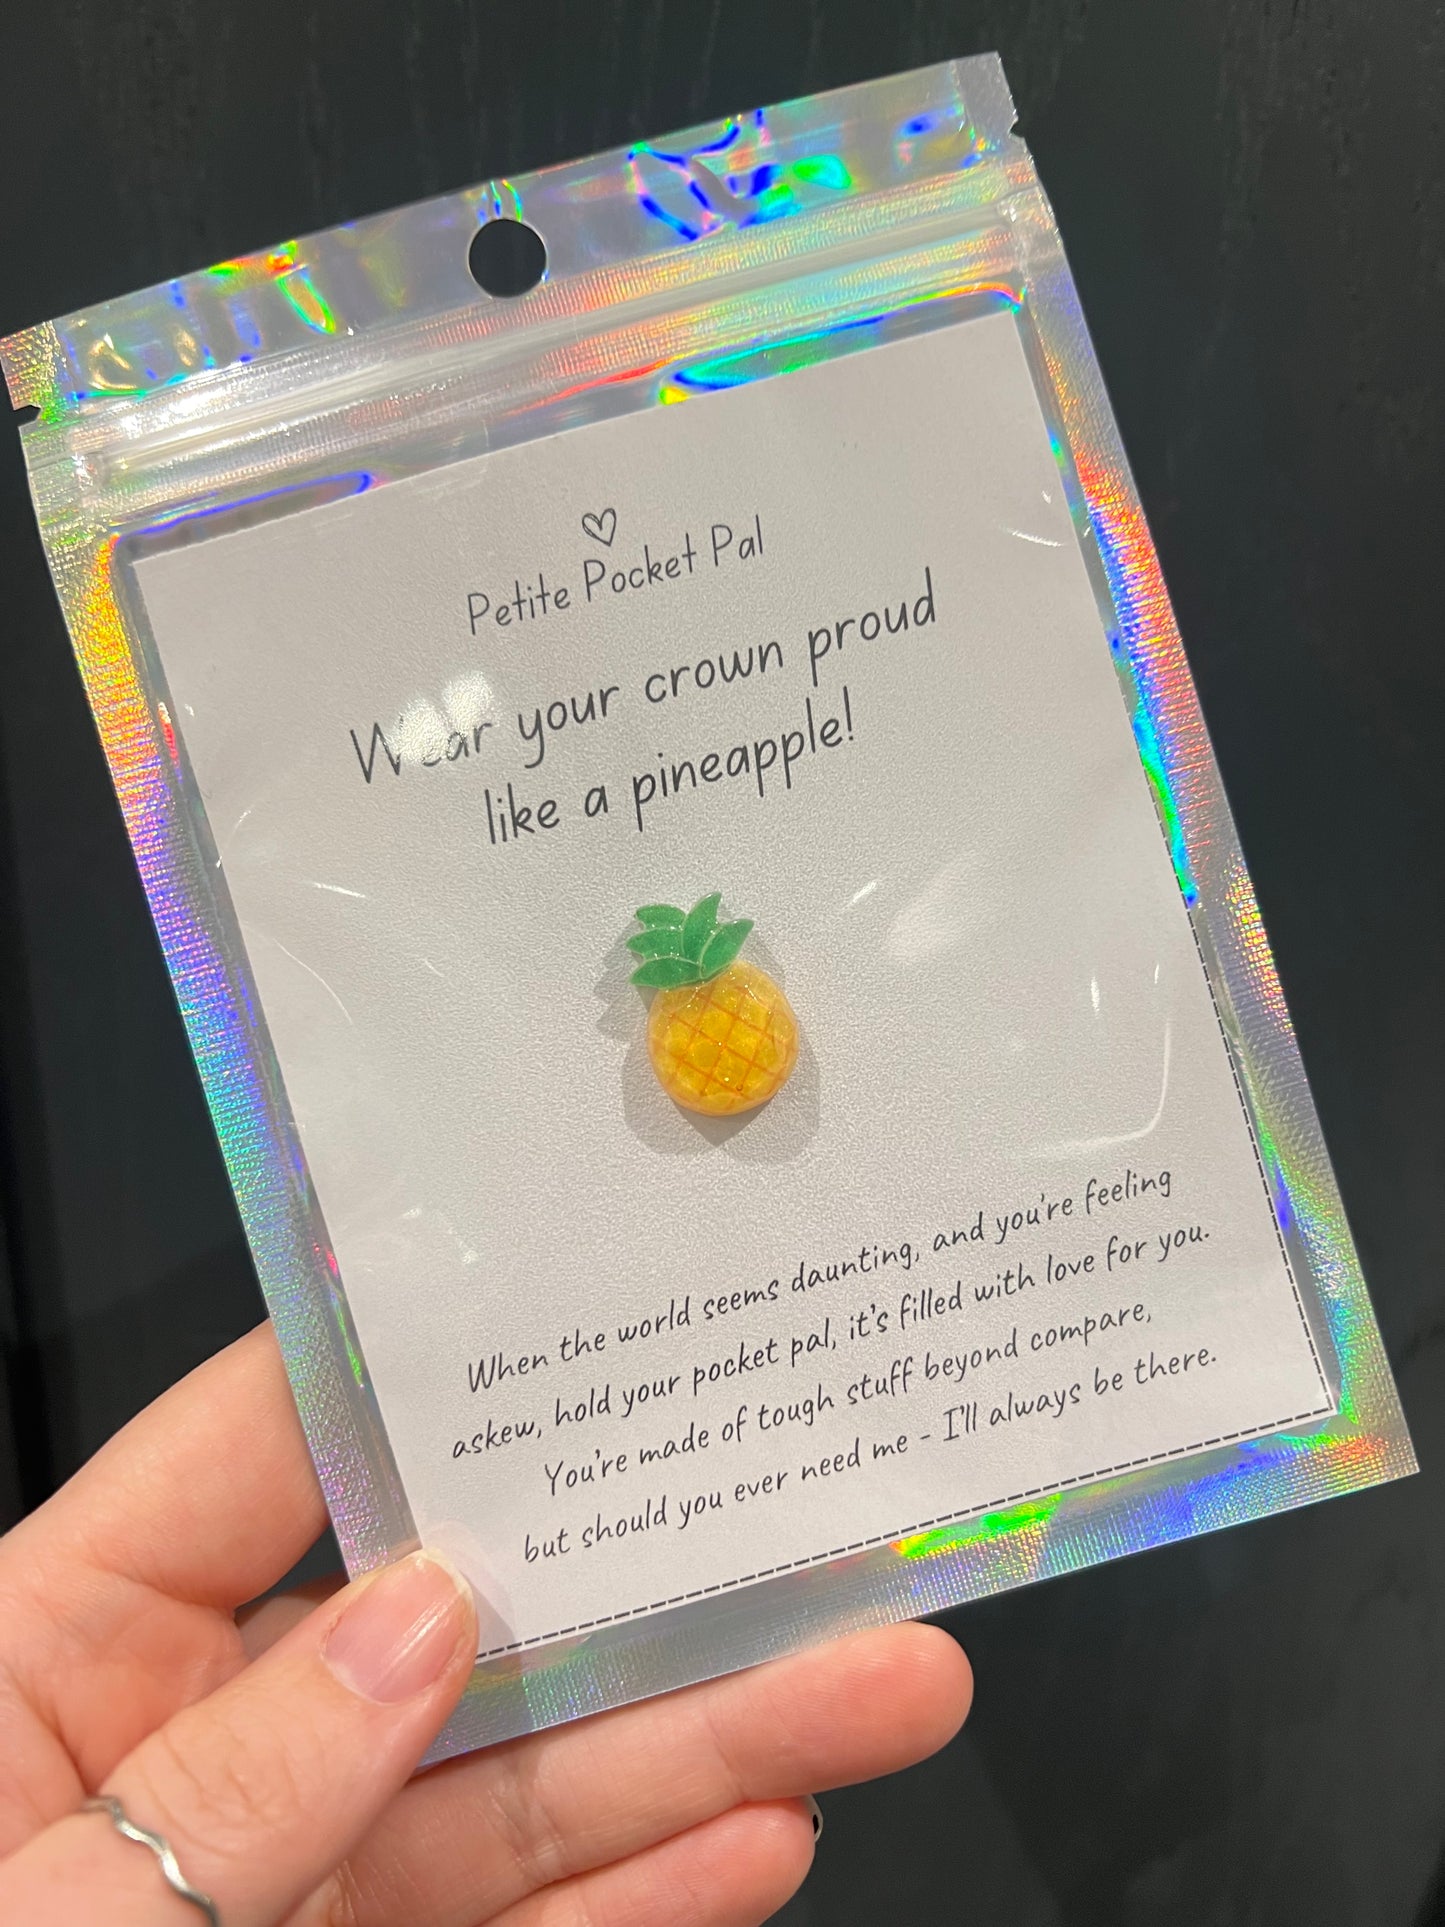 Petite Pocket Pal
Wear your crown proud
like a pineapple!
When the world seems daunting, and you're feeling
askew, hold your pocket pal, it's filled with love for you.
You're made of tough stuff beyond compare,
but should you ever need me - I'll always be there.